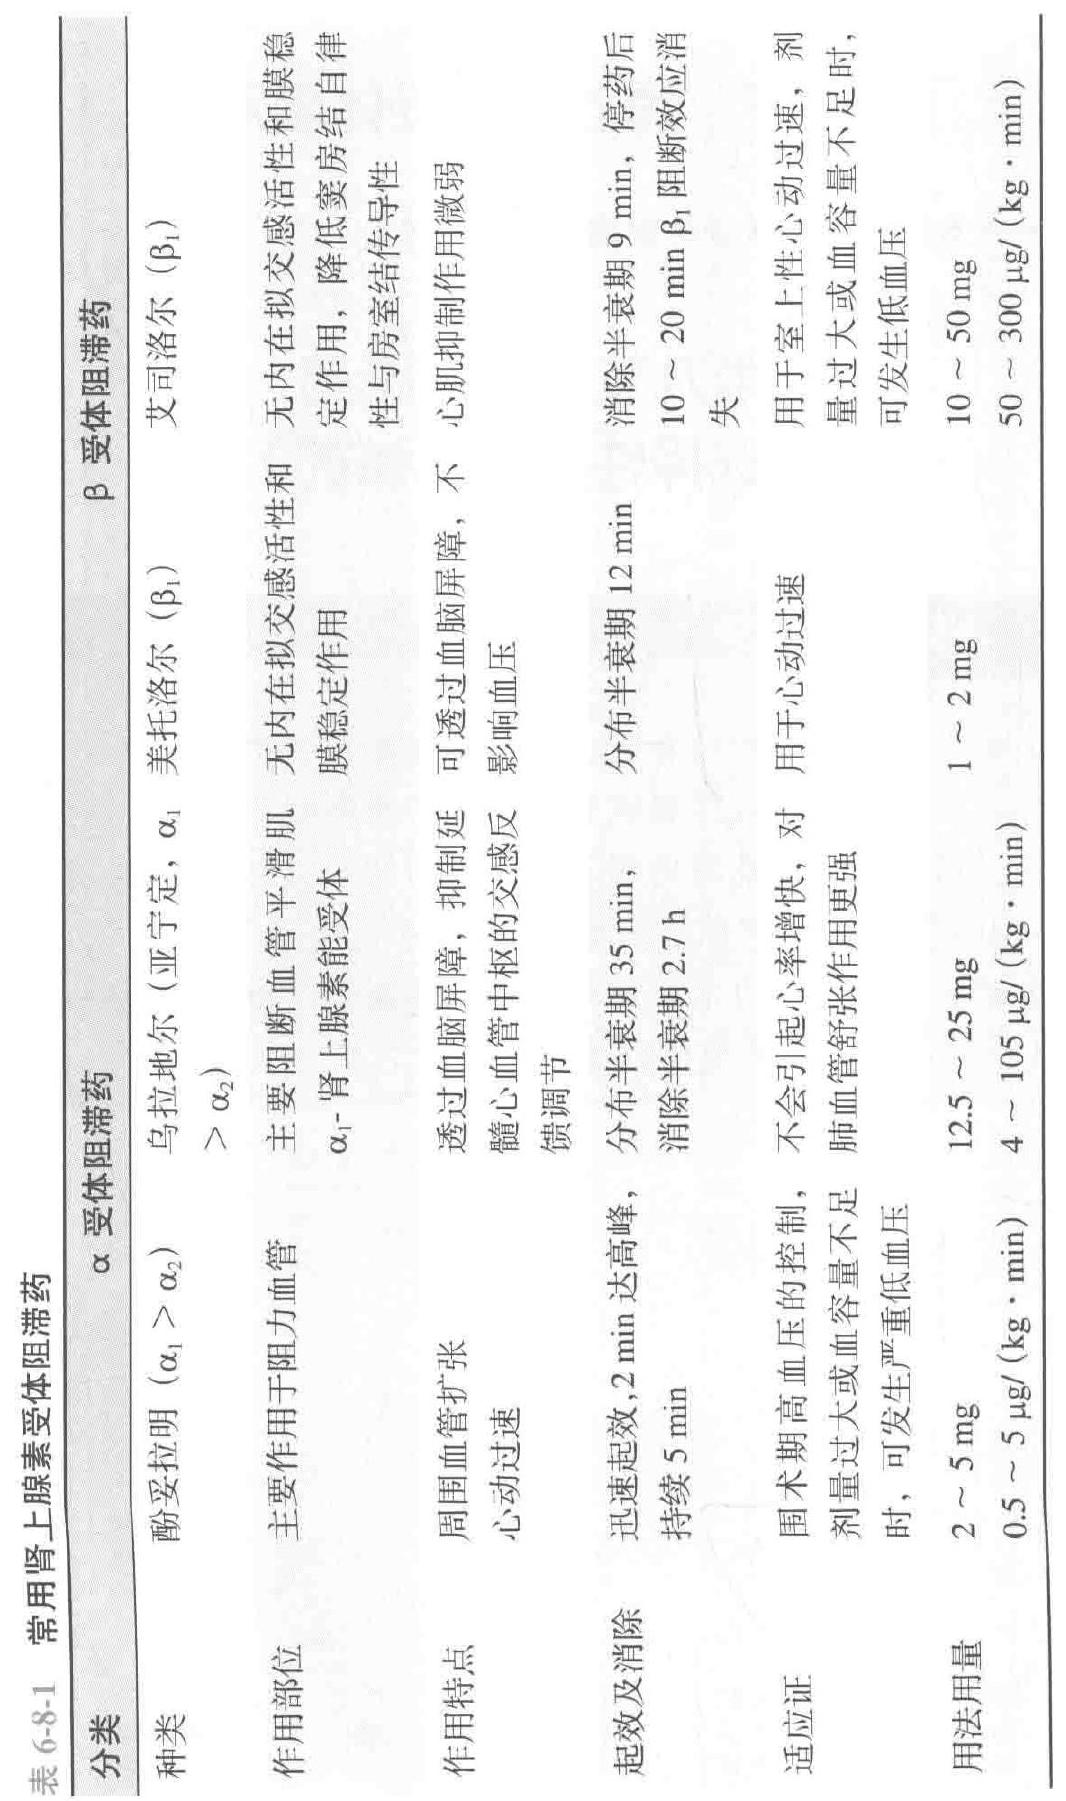 表 6-8-1 常用肾上腺素受体阻滞药
分类 α 受体阻滞药 β 受体阻滞药
种类 酚妥拉明（α₁ > α₂） 乌拉地尔（亚宁定，α₁ 美托洛尔（β₁） 艾司洛尔（β₁）
> α₂）
作用部位 主要作用于阻力血管 主要阻断血管平滑肌 无内在拟交感活性和 无内在拟交感活性和膜稳
α₁- 肾上腺素能受体 膜稳定作用 定作用，降低窦房结自律
性与房室结传导性
作用特点 周围血管扩张 透过血脑屏障，抑制延 可透过血脑屏障，不 心肌抑制作用微弱
心动过速 髓心血管中枢的交感反 影响血压
馈调节
起效及消除 迅速起效,2 min 达高峰， 分布半衰期 35 min， 分布半衰期 12 min 消除半衰期 9 min，停药后
持续 5 min 消除半衰期 2.7 h 10 ~ 20 min β₁ 阻断效应消
失
适应证 围术期高血压的控制， 不会引起心率增快，对 用于心动过速 用于室上性心动过速，剂
剂量过大或血容量不足 肺血管舒张作用更强 量过大或血容量不足时，
时，可发生严重低血压 可发生低血压
用法用量 2 ~ 5 mg 12.5 ~ 25 mg 1 ~ 2 mg 10 ~ 50 mg
0.5 ~ 5 μg/ (kg · min) 4 ~ 105 μg/ (kg · min) 50 ~ 300 μg/ (kg · min)